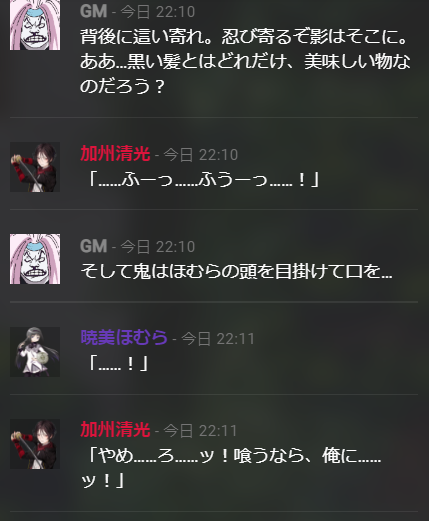 GM - 今日 22:10
背後に這い寄れ。忍び寄るぞ影はそこに。
ああ…黒い髪とはどれだけ、美味しい物な
のだろう？
加州清光 - 今日 22:10
「……ふーっ……ふうーっ……！」
GM - 今日 22:10
そして鬼はほむらの頭を目掛けて口を…
暁美ほむら - 今日 22:11
「……！」
加州清光 - 今日 22:11
「やめ……ろ……ッ！喰うなら、俺に……
ッ！」